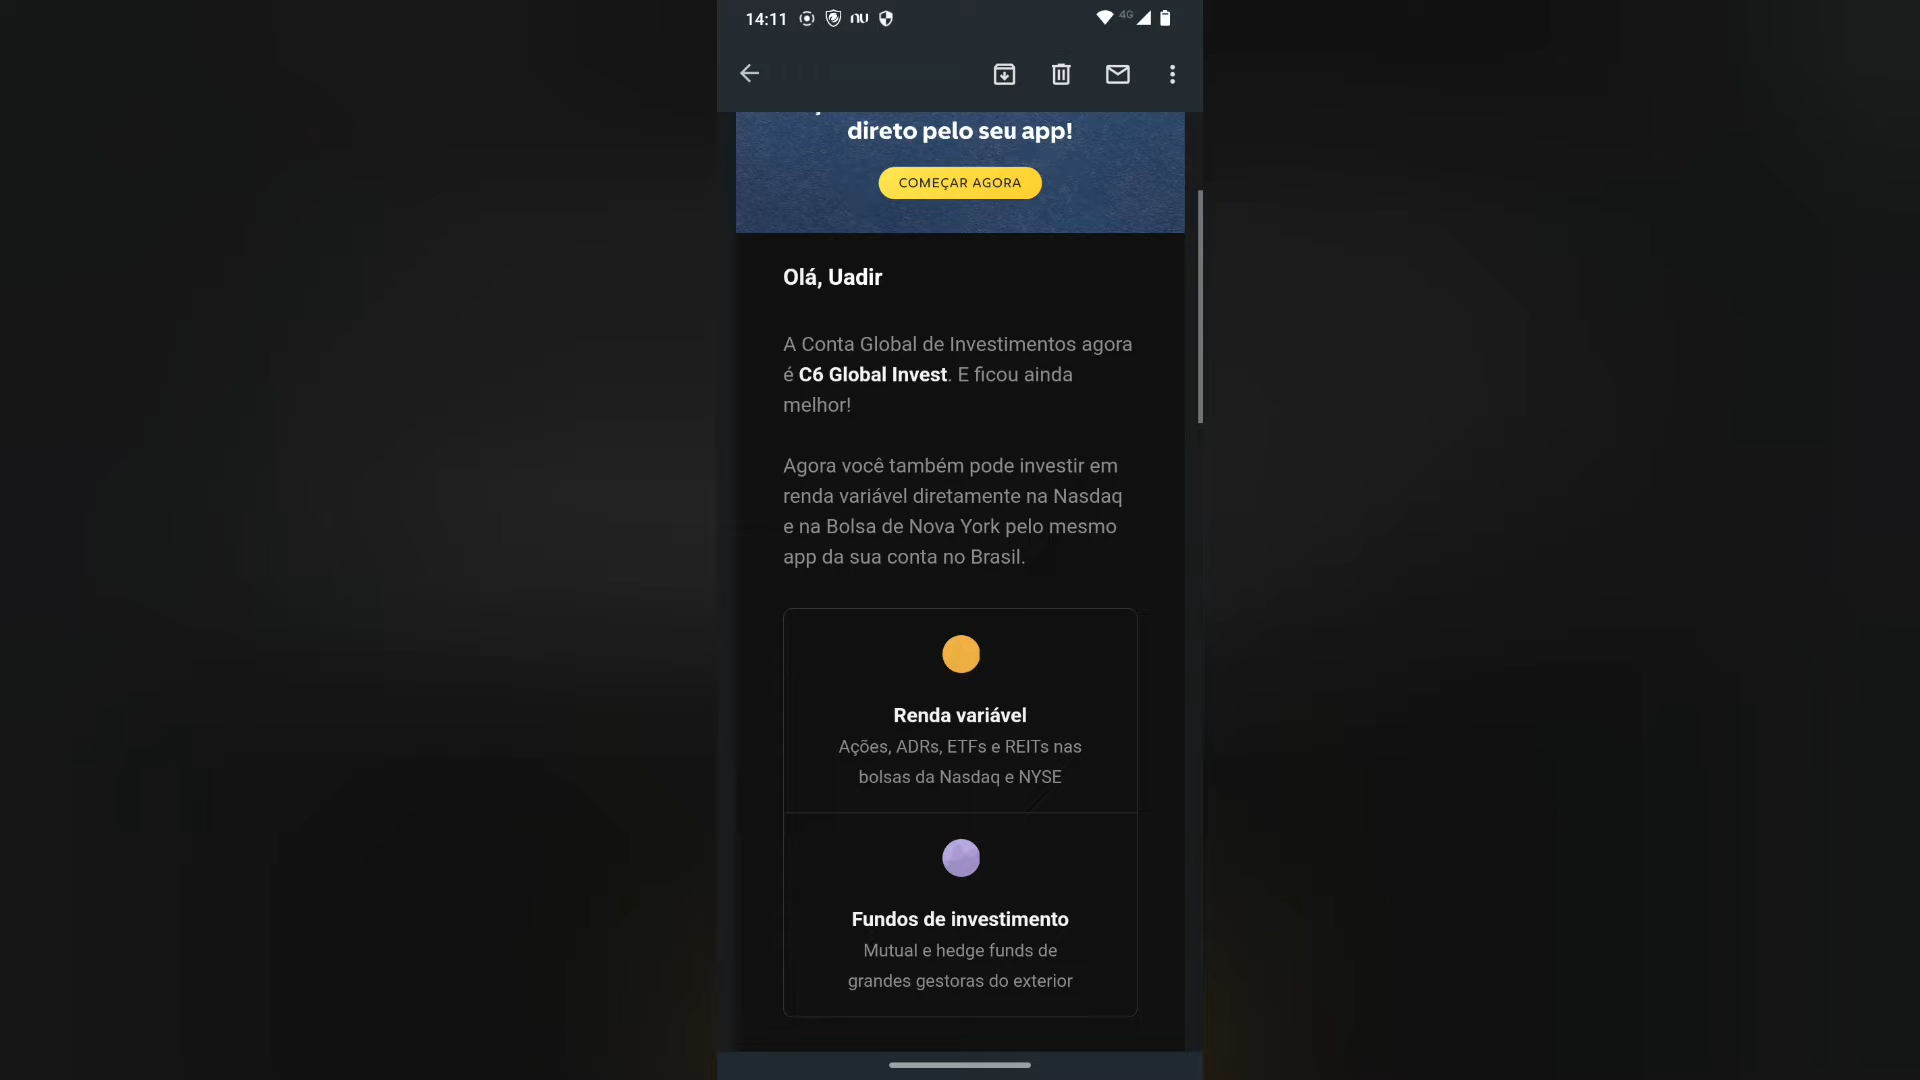 14:11
4G
direto pelo seu app!
COMEÇAR AGORA
Olá, Uadir
A Conta Global de Investimentos agora
é C6 Global Invest. E ficou ainda
melhor!
Agora você também pode investir em
renda variável diretamente na Nasdaq
e na Bolsa de Nova York pelo mesmo
app da sua conta no Brasil.
Renda variável
Ações, ADRs, ETFs e REITs nas
bolsas da Nasdaq e NYSE
Fundos de investimento
Mutual e hedge funds de
grandes gestoras do exterior